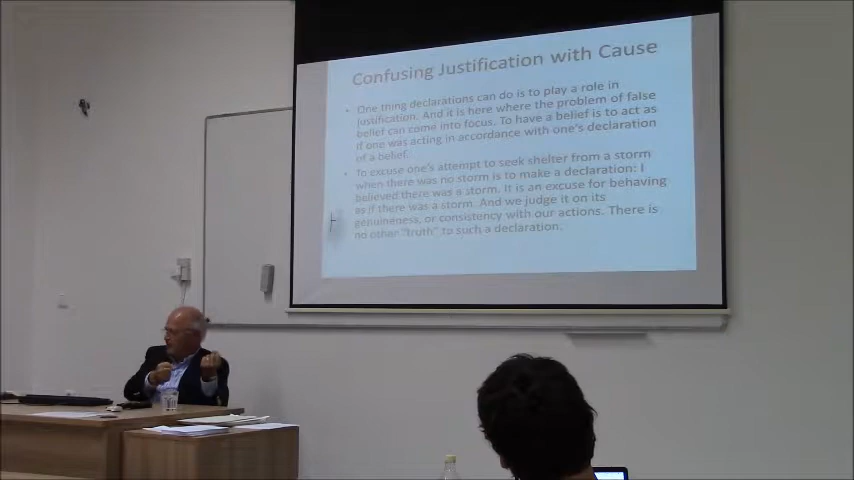 Confusing Justification with Cause
• One thing declarations can do is to play a role in
justification. And it is here where the problem of false
belief can come into focus. To have a belief is to act as
if one was acting in accordance with one's declaration
of a belief.
• To excuse one's attempt to seek shelter from a storm
when there was no storm is to make a declaration: I
believed there was a storm. It is an excuse for behaving
as if there was a storm. And we judge it on its
genuineness, or consistency with our actions. There is
no other "truth" to such a declaration.